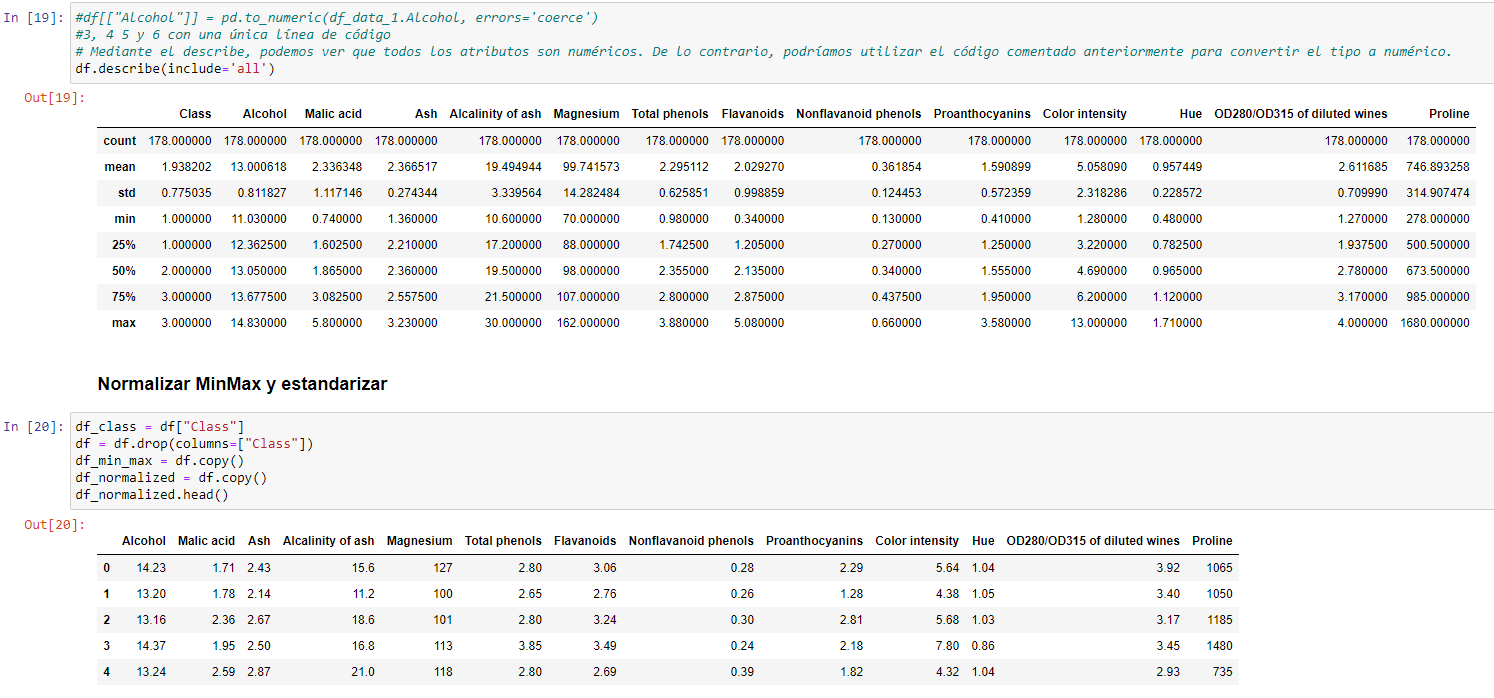 In [19]: #df[["Alcohol"]] = pd.to_numeric(df_data_1.Alcohol, errors='coerce')
#3, 4 5 y 6 con una única línea de código
# Mediante el describe, podemos ver que todos los atributos son numéricos. De lo contrario, podríamos utilizar el código comentado anteriormente para convertir el tipo a numérico.
df.describe(include='all')
Out[19]:
Class Alcohol Malic acid Ash Alcalinity of ash Magnesium Total phenols Flavanoids Nonflavanoid phenols Proanthocyanins Color intensity Hue OD280/OD315 of diluted wines Proline
count 178.000000 178.000000 178.000000 178.000000 178.000000 178.000000 178.000000 178.000000 178.000000 178.000000 178.000000 178.000000 178.000000 178.000000
mean 1.938202 13.000618 2.336348 2.366517 19.494944 99.741573 2.295112 2.029270 0.361854 1.590899 5.058090 0.957449 2.611685 746.893258
std 0.775035 0.811827 1.117146 0.274344 3.339564 14.282484 0.625851 0.998859 0.124453 0.572359 2.318286 0.228572 0.709990 314.907474
min 1.000000 11.030000 0.740000 1.360000 10.600000 70.000000 0.980000 0.340000 0.130000 0.410000 1.280000 0.480000 1.270000 278.000000
25% 1.000000 12.362500 1.602500 2.210000 17.200000 88.000000 1.742500 1.205000 0.270000 1.250000 3.220000 0.782500 1.937500 500.500000
50% 2.000000 13.050000 1.865000 2.360000 19.500000 98.000000 2.355000 2.135000 0.340000 1.555000 4.690000 0.965000 2.780000 673.500000
75% 3.000000 13.677500 3.082500 2.557500 21.500000 107.000000 2.800000 2.875000 0.437500 1.950000 6.200000 1.120000 3.170000 985.000000
max 3.000000 14.830000 5.800000 3.230000 30.000000 162.000000 3.880000 5.080000 0.660000 3.580000 13.000000 1.710000 4.000000 1680.000000
Normalizar MinMax y estandarizar
In [20]: df_class = df["Class"]
df = df.drop(columns=["Class"])
df_min_max = df.copy()
df_normalized = df.copy()
df_normalized.head()
Out[20]:
Alcohol Malic acid Ash Alcalinity of ash Magnesium Total phenols Flavanoids Nonflavanoid phenols Proanthocyanins Color intensity Hue OD280/OD315 of diluted wines Proline
0 14.23 1.71 2.43 15.6 127 2.80 3.06 0.28 2.29 5.64 1.04 3.92 1065
1 13.20 1.78 2.14 11.2 100 2.65 2.76 0.26 1.28 4.38 1.05 3.40 1050
2 13.16 2.36 2.67 18.6 101 2.80 3.24 0.30 2.81 5.68 1.03 3.17 1185
3 14.37 1.95 2.50 16.8 113 3.85 3.49 0.24 2.18 7.80 0.86 3.45 1480
4 13.24 2.59 2.87 21.0 118 2.80 2.69 0.39 1.82 4.32 1.04 2.93 735